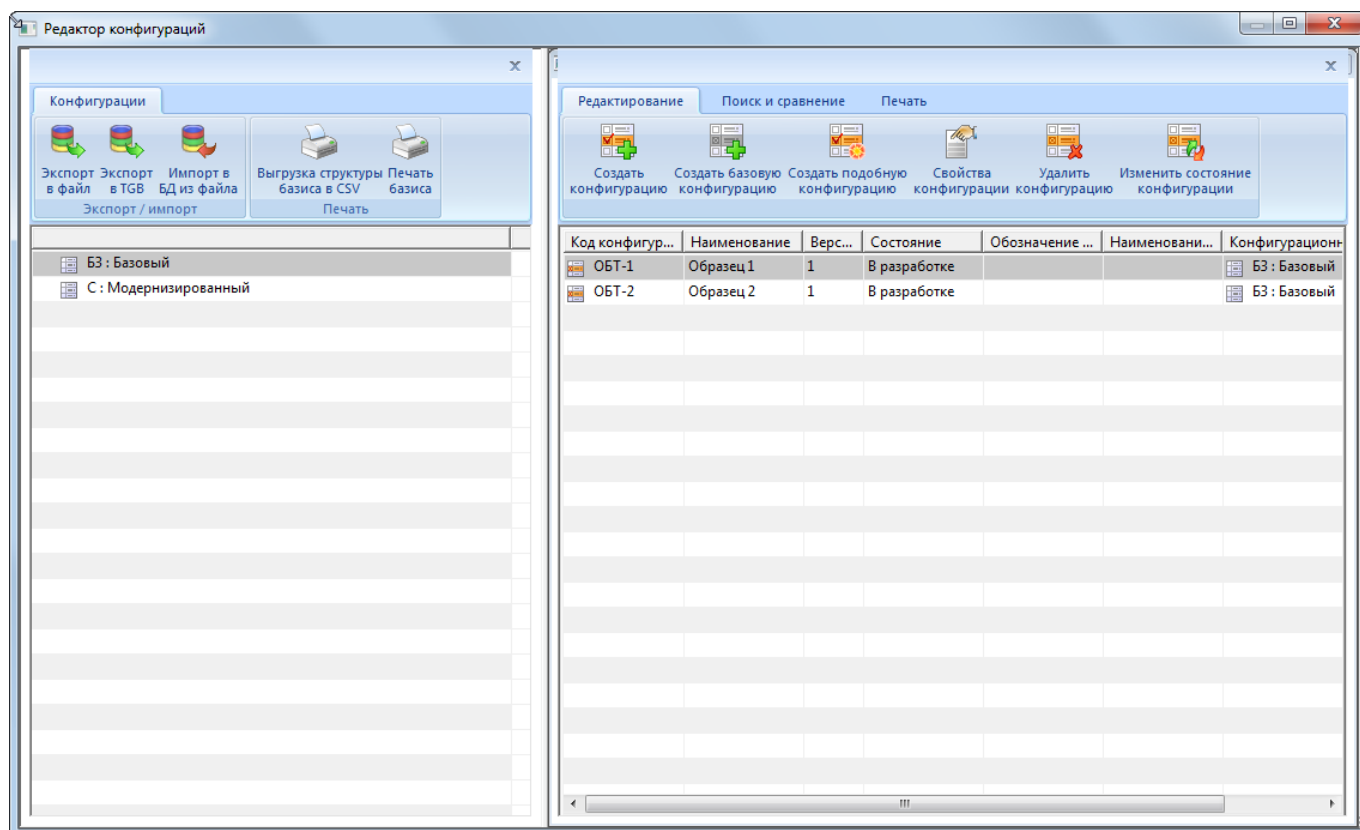 Редактор конфигураций
Конфигурации
Экспорт в файл
Экспорт в TGB
Импорт в БД из файла
Выгрузка структуры базиса в CSV
Печать базиса
Экспорт / импорт
Печать
Б3 : Базовый
С : Модернизированный
Редактирование Поиск и сравнение Печать
Создать конфигурацию
Создать базовую конфигурацию
Создать подобную конфигурацию
Свойства конфигурации
Удалить конфигурацию
Изменить состояние конфигурации
Код конфигур... Наименование Верс... Состояние Обозначение ... Наименовани... Конфигурационн
ОБТ-1 Образец 1 1 В разработке Б3 : Базовый
ОБТ-2 Образец 2 1 В разработке Б3 : Базовый